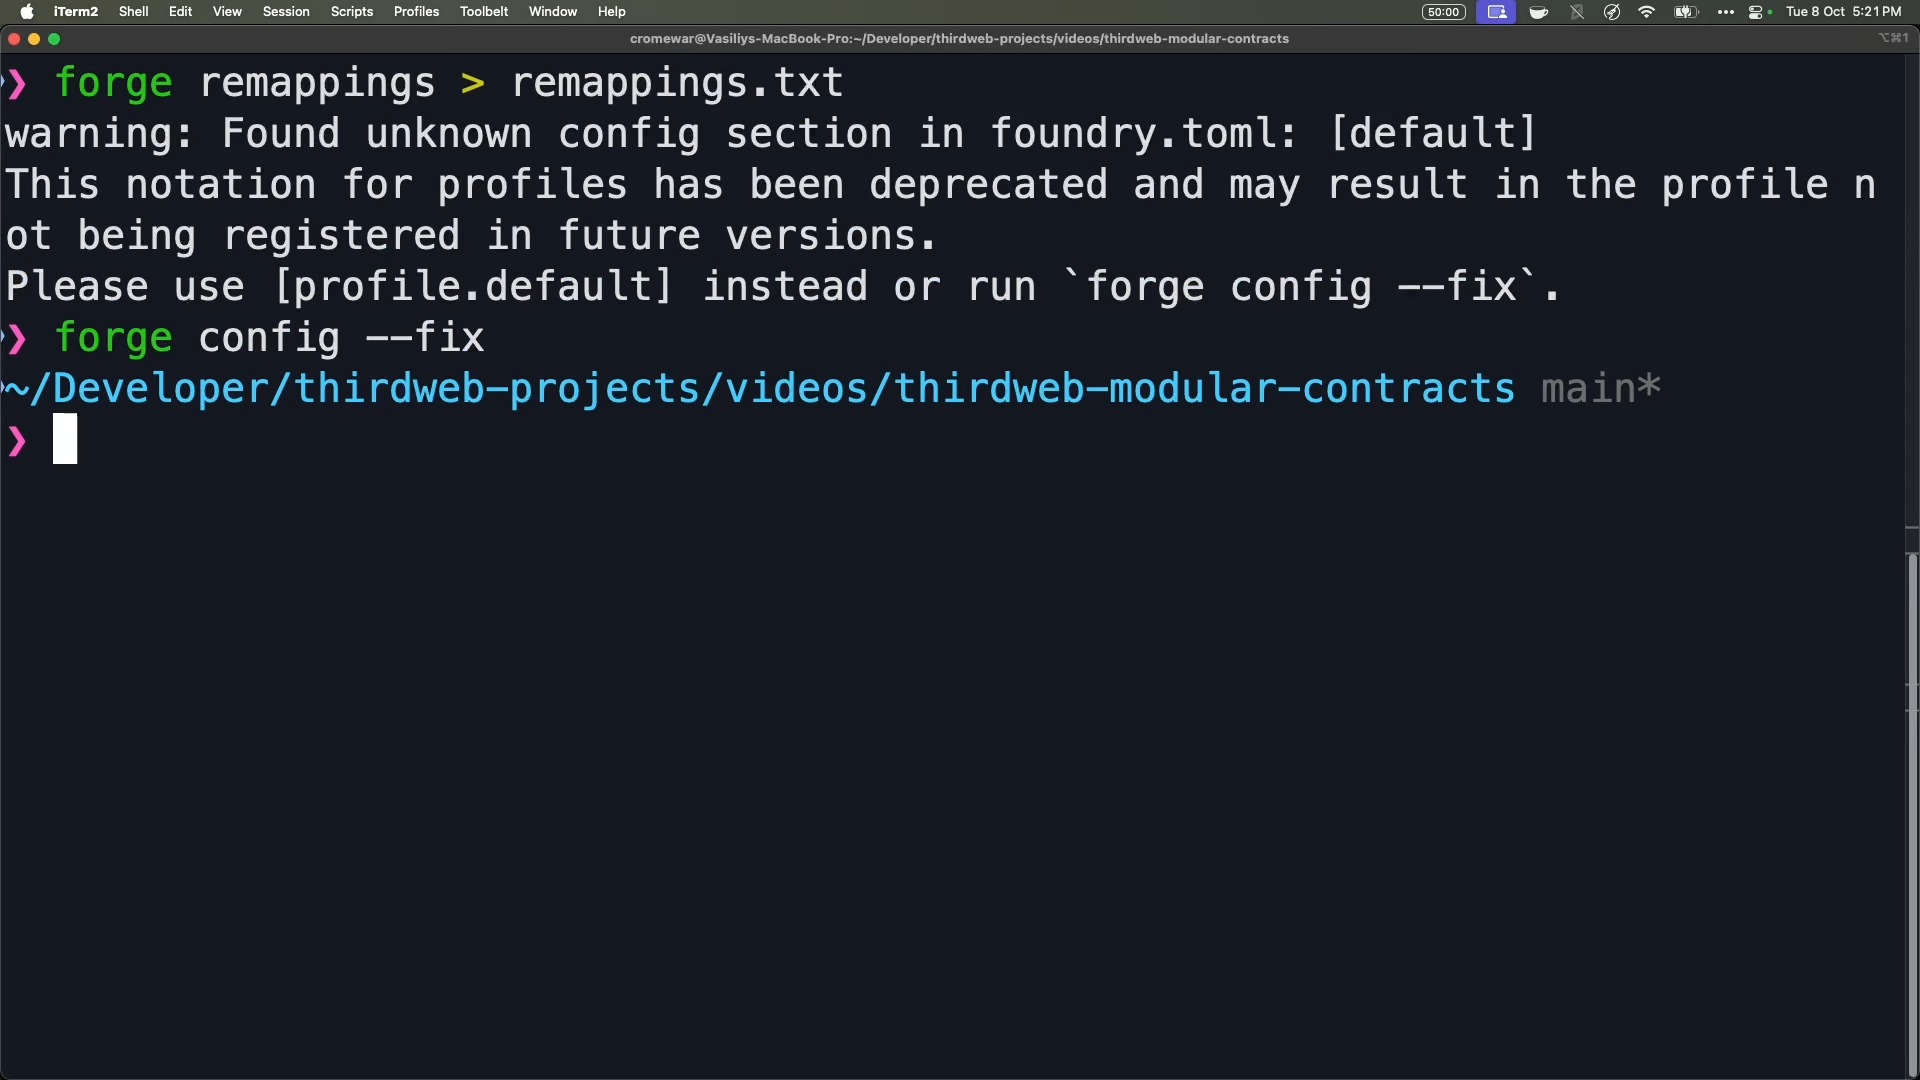 iTerm2 Shell Edit View Session Scripts Profiles Toolbelt Window Help 50:00 Tue 8 Oct 5:21 PM
cromewar@Vasiliys-MacBook-Pro:~/Developer/thirdweb-projects/videos/thirdweb-modular-contracts ⌥⌘1
❯ forge remappings > remappings.txt
warning: Found unknown config section in foundry.toml: [default]
This notation for profiles has been deprecated and may result in the profile n
ot being registered in future versions.
Please use [profile.default] instead or run `forge config --fix`.
❯ forge config --fix
~/Developer/thirdweb-projects/videos/thirdweb-modular-contracts main*
❯